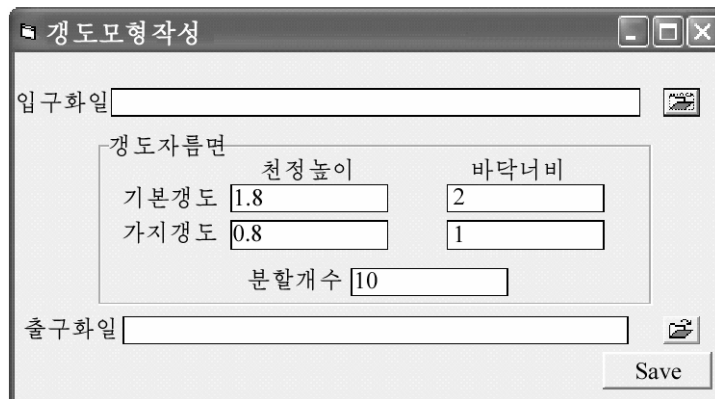 갱도모형작성
입구화일
갱도자름면
천정높이 바닥너비
기본갱도 1.8 2
가지갱도 0.8 1
분할개수 10
출구화일
Save